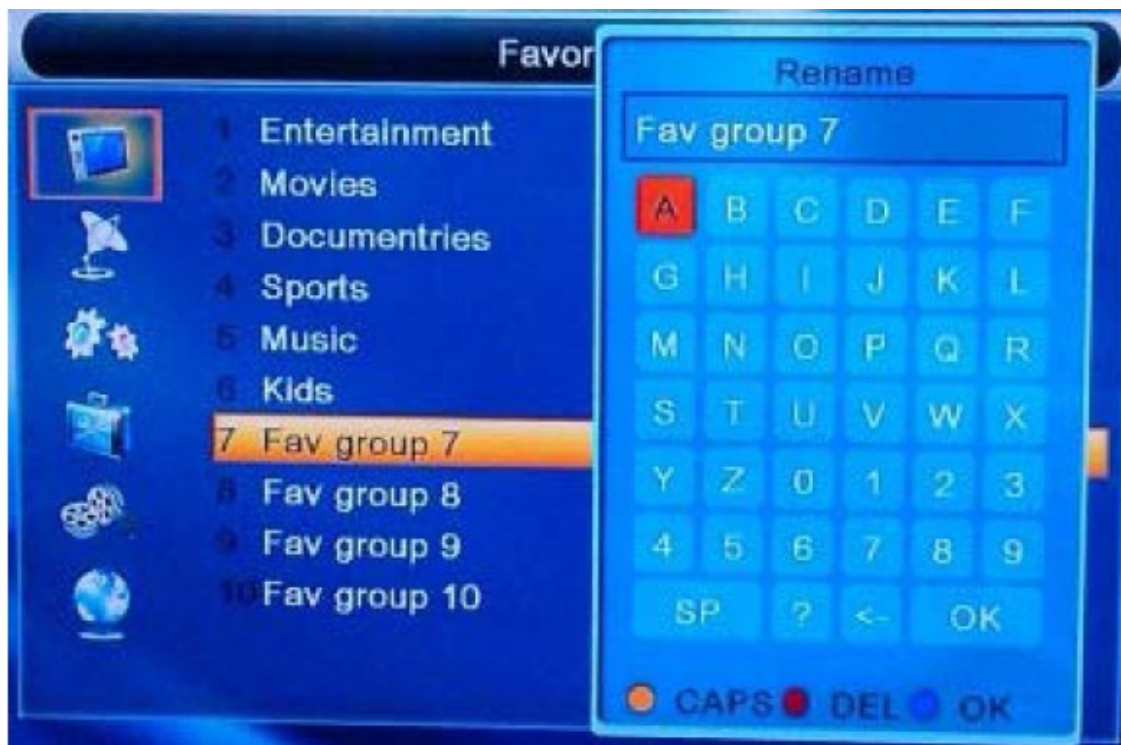 Favor
1 Entertainment
2 Movies
3 Documentries
4 Sports
5 Music
6 Kids
7 Fav group 7
8 Fav group 8
9 Fav group 9
10 Fav group 10
Rename
Fav group 7
A B C D E F
G H I J K L
M N O P Q R
S T U V W X
Y Z 0 1 2 3
4 5 6 7 8 9
SP ? <- OK
CAPS DEL OK